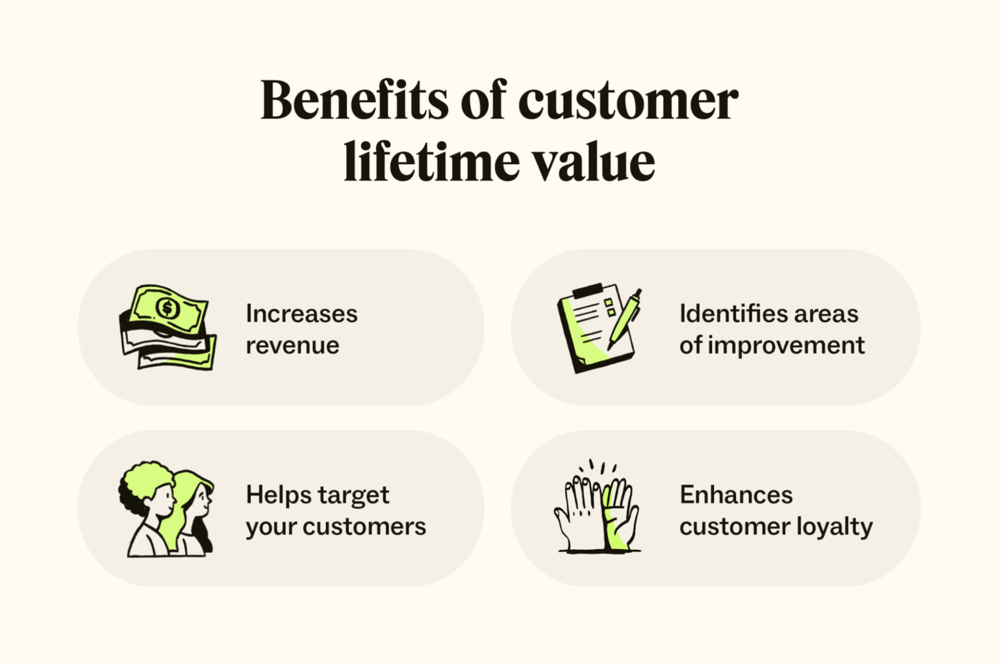 Benefits of customer
lifetime value
Increases
revenue
Identifies areas
of improvement
Helps target
your customers
Enhances
customer loyalty